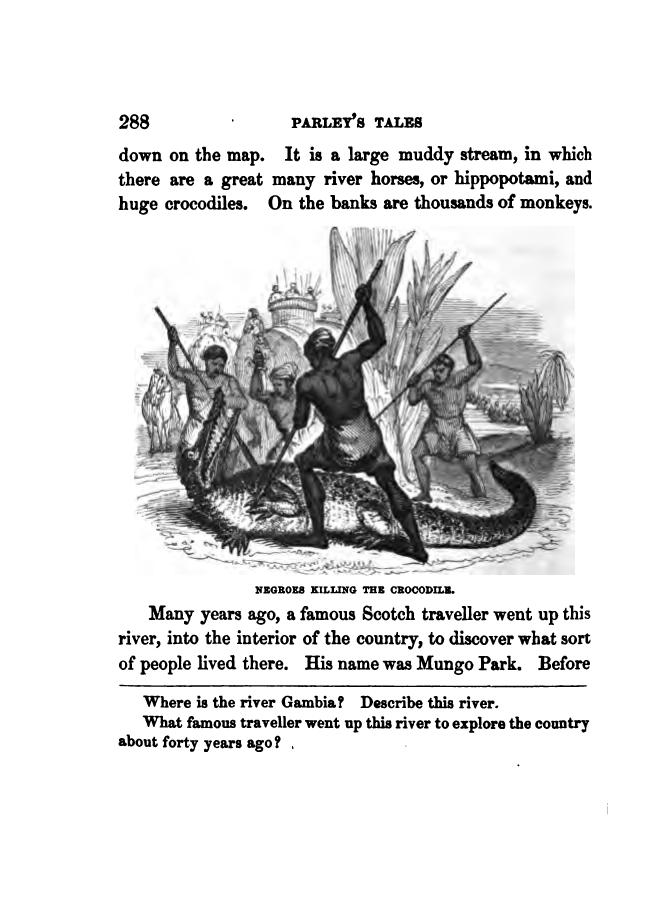 288 PARLEY'S TALES
down on the map. It is a large muddy stream, in which
there are a great many river horses, or hippopotami, and
huge crocodiles. On the banks are thousands of monkeys.
NEGROES KILLING THE CROCODILE.
Many years ago, a famous Scotch traveller went up this
river, into the interior of the country, to discover what sort
of people lived there. His name was Mungo Park. Before
Where is the river Gambia? Describe this river.
What famous traveller went up this river to explore the country
about forty years ago?